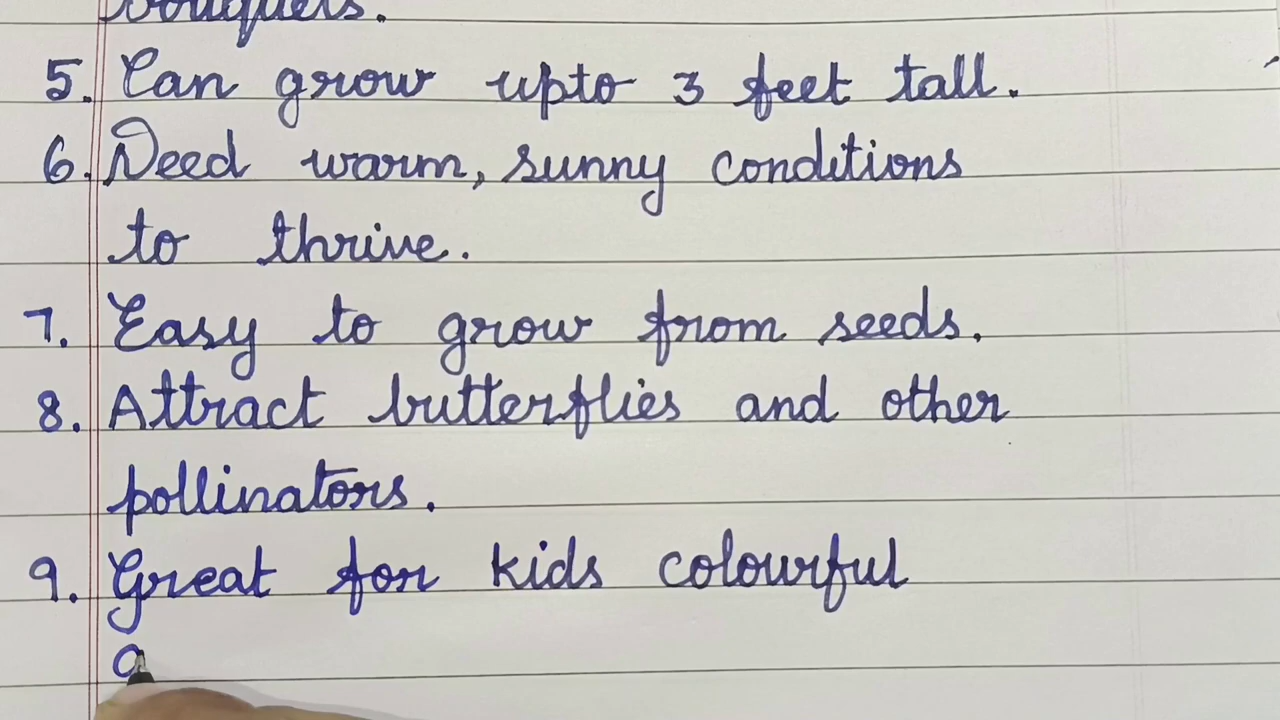 bouquets.
5. Can grow upto 3 feet tall.
6. Need warm, sunny conditions
to thrive.
7. Easy to grow from seeds.
8. Attract butterflies and other
pollinators.
9. Great for kids colourful